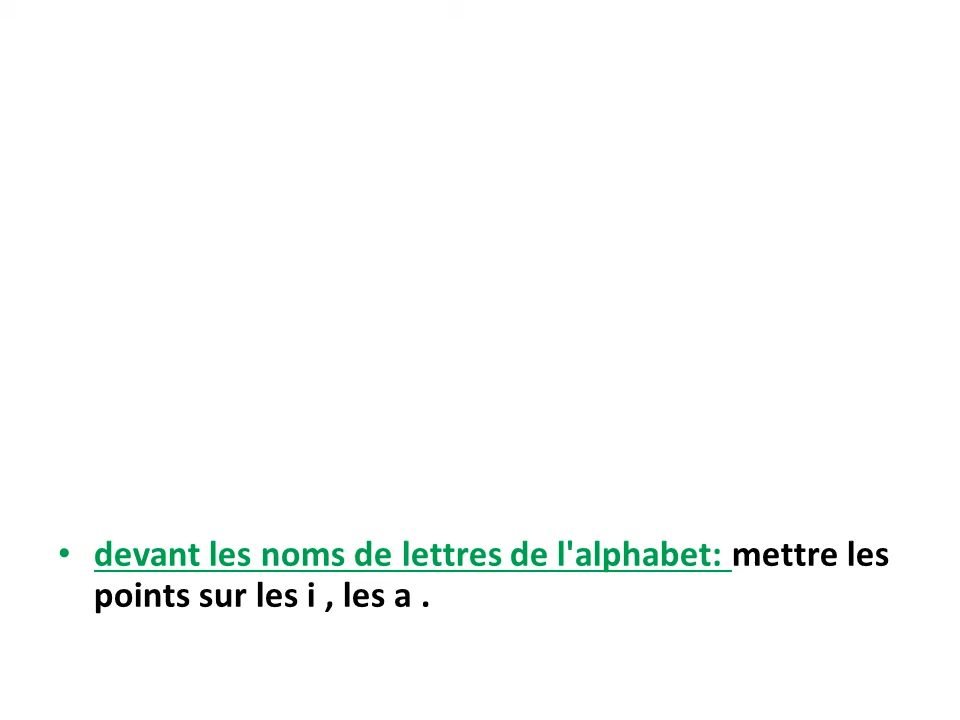 • devant les noms de lettres de l'alphabet: mettre les
points sur les i , les a .